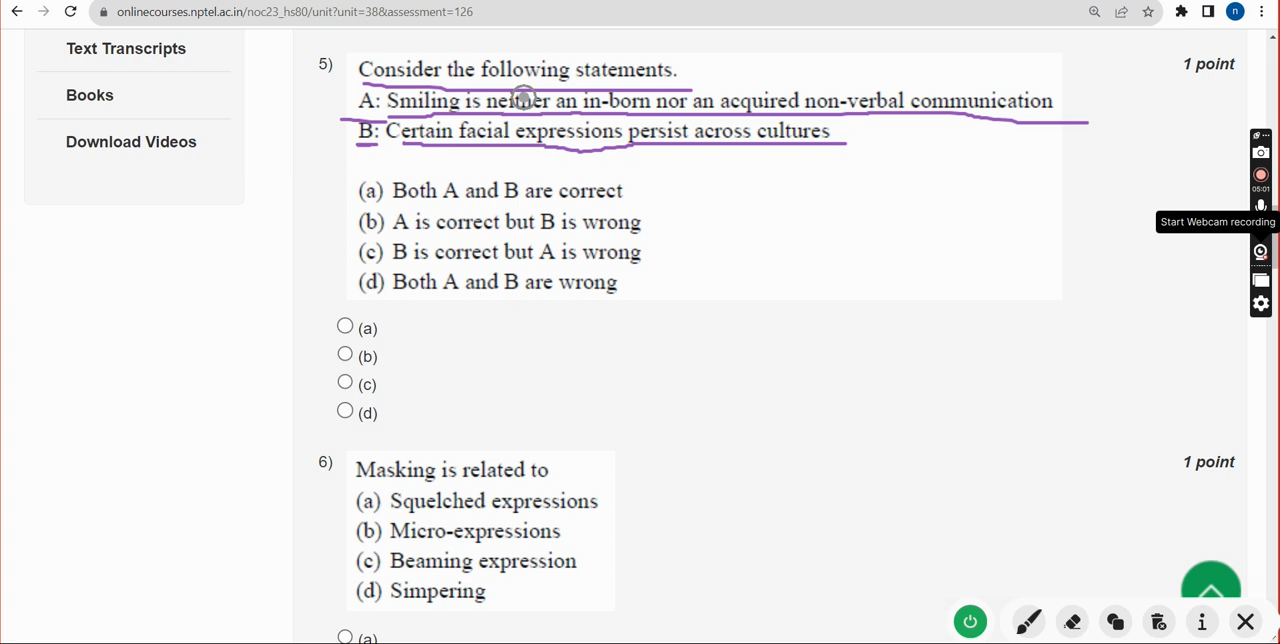 onlinecourses.nptel.ac.in/noc23_hs80/unit?unit=38&assessment=126
n
Text Transcripts
Books
Download Videos
5)
1 point
Consider the following statements.
A: Smiling is neither an in-born nor an acquired non-verbal communication
B: Certain facial expressions persist across cultures
(a) Both A and B are correct
(b) A is correct but B is wrong
(c) B is correct but A is wrong
(d) Both A and B are wrong
(a)
(b)
(c)
(d)
05:01
Start Webcam recording
6)
1 point
Masking is related to
(a) Squelched expressions
(b) Micro-expressions
(c) Beaming expression
(d) Simpering
(a)